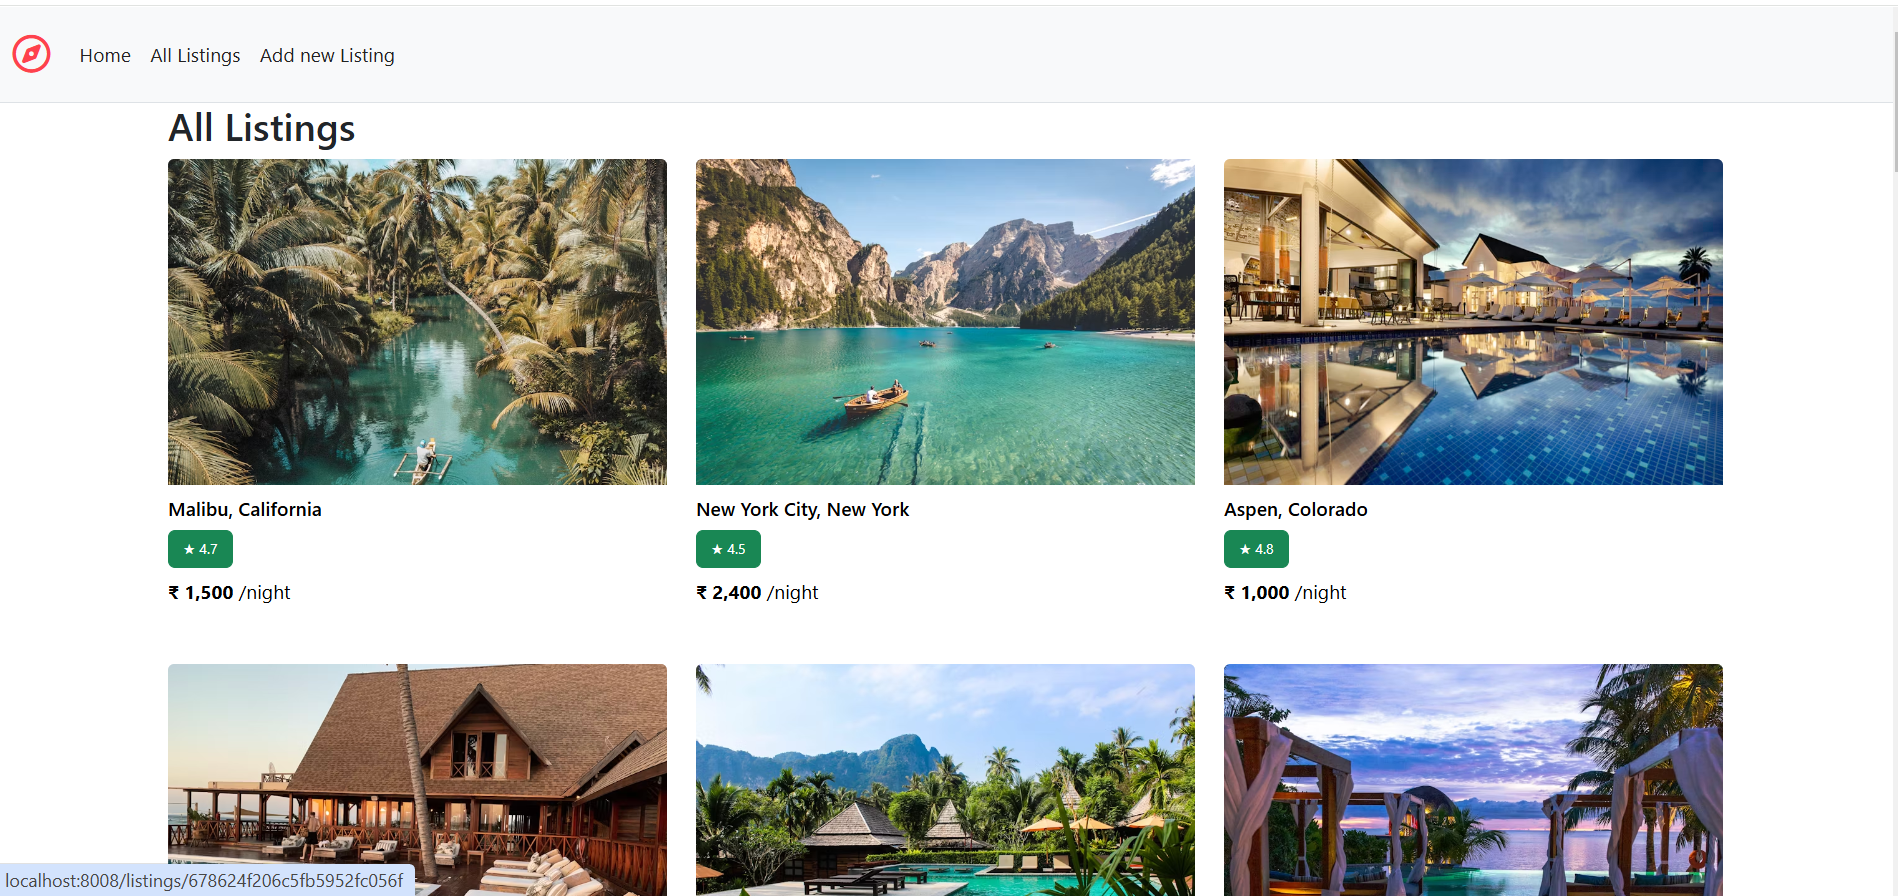 Home All Listings Add new Listing
All Listings
Malibu, California
★ 4.7
₹ 1,500 /night
New York City, New York
★ 4.5
₹ 2,400 /night
Aspen, Colorado
★ 4.8
₹ 1,000 /night
localhost:8008/listings/678624f206c5fb5952fc056f